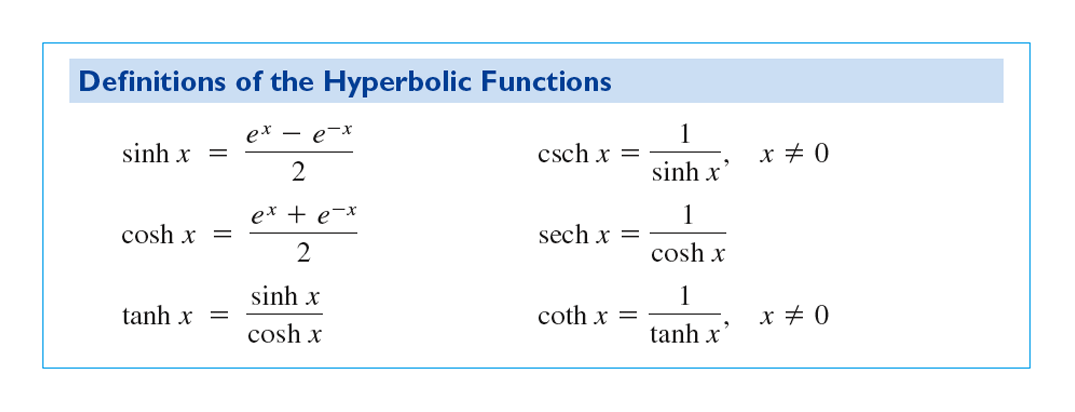 Definitions of the Hyperbolic Functions
sinh x = (e^x − e^−x)/2
csch x = 1/(sinh x), x ≠ 0
cosh x = (e^x + e^−x)/2
sech x = 1/(cosh x)
tanh x = (sinh x)/(cosh x)
coth x = 1/(tanh x), x ≠ 0